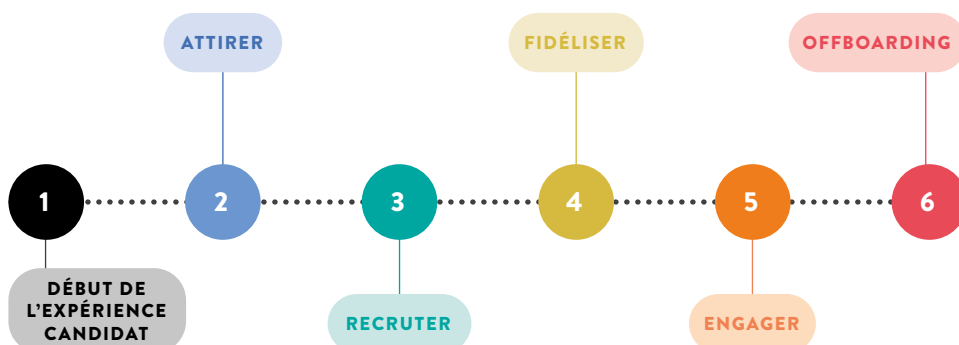 ATTIRER
FIDÉLISER
OFFBOARDING
1
2
3
4
5
6
DÉBUT DE
L'EXPÉRIENCE
CANDIDAT
RECRUTER
ENGAGER